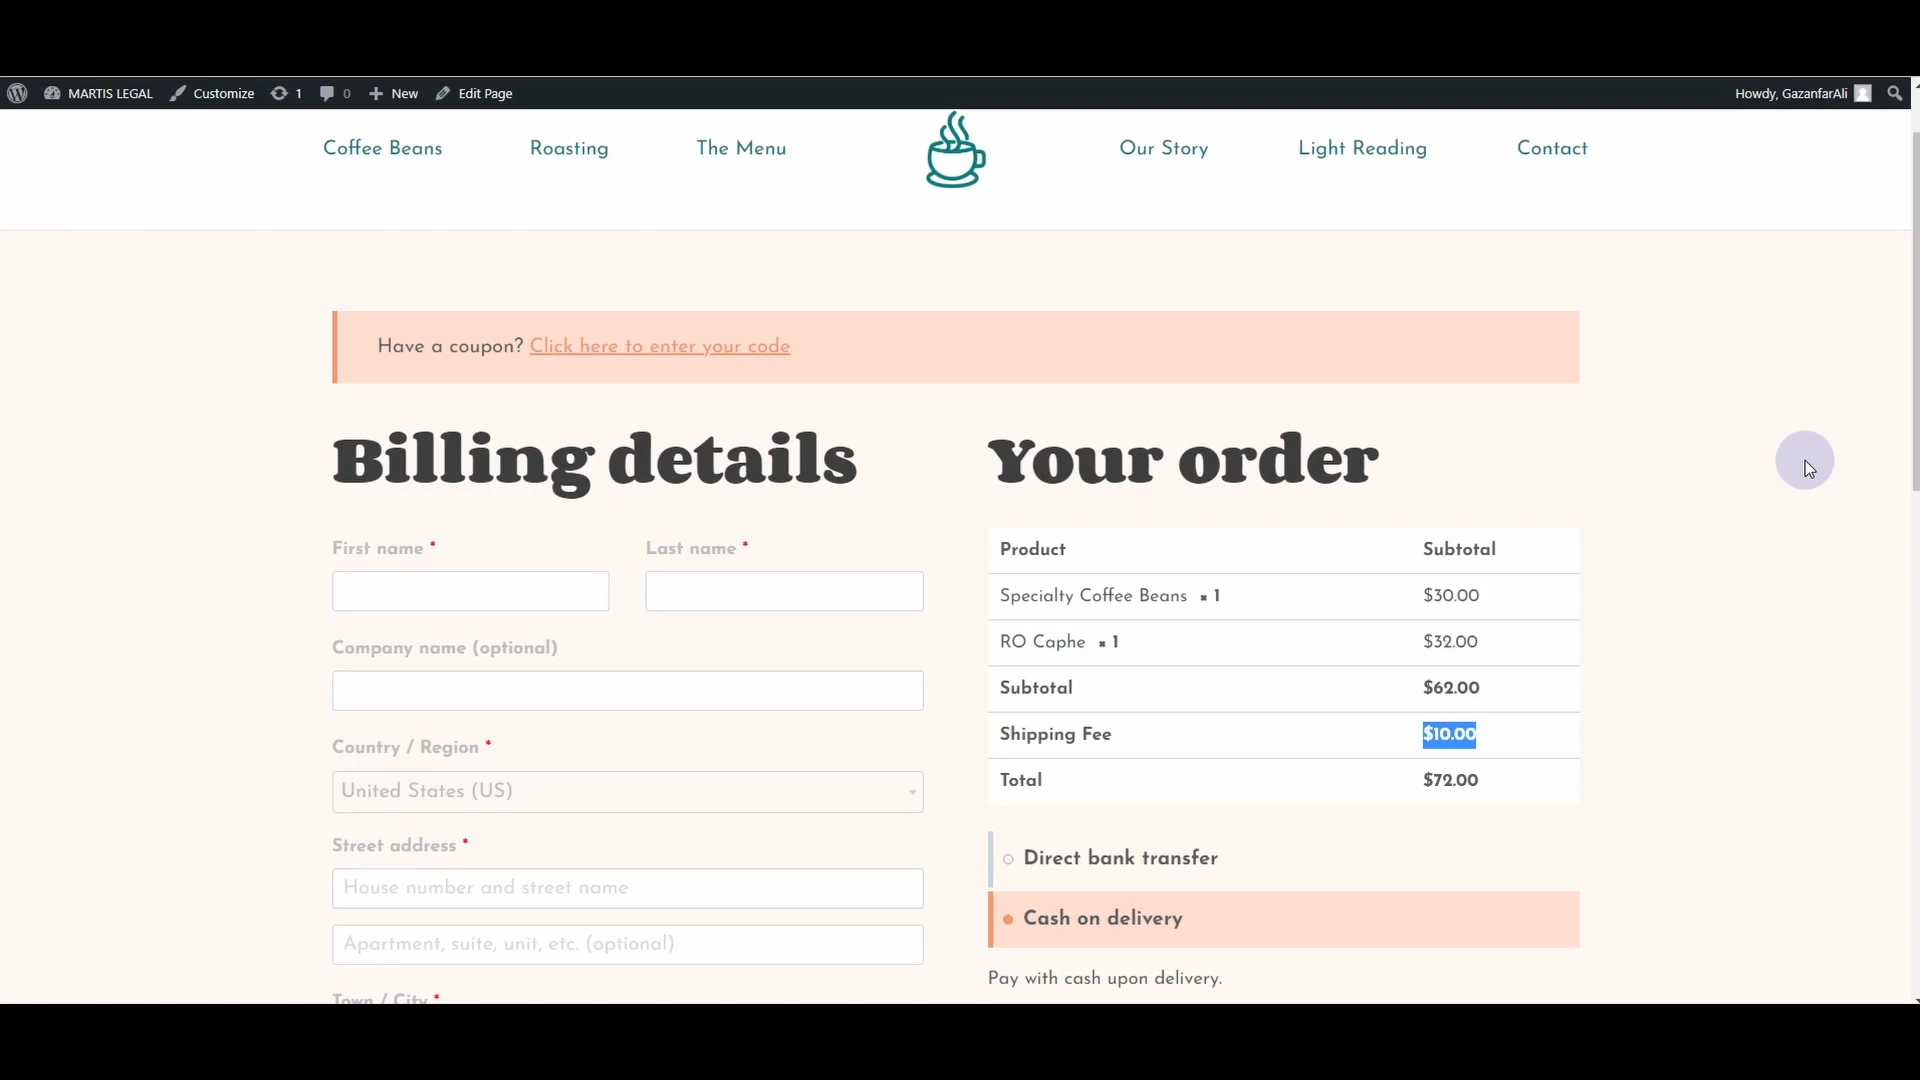 MARTIS LEGAL Customize 1 0 New Edit Page Howdy, GazanfarAli
Coffee Beans Roasting The Menu Our Story Light Reading Contact
Have a coupon? Click here to enter your code
Billing details
First name * Last name *
Company name (optional)
Country / Region *
United States (US)
Street address *
House number and street name
Apartment, suite, unit, etc. (optional)
Town / City *
Your order
Product Subtotal
Specialty Coffee Beans × 1 $30.00
RO Caphe × 1 $32.00
Subtotal $62.00
Shipping Fee $10.00
Total $72.00
Direct bank transfer
Cash on delivery
Pay with cash upon delivery.